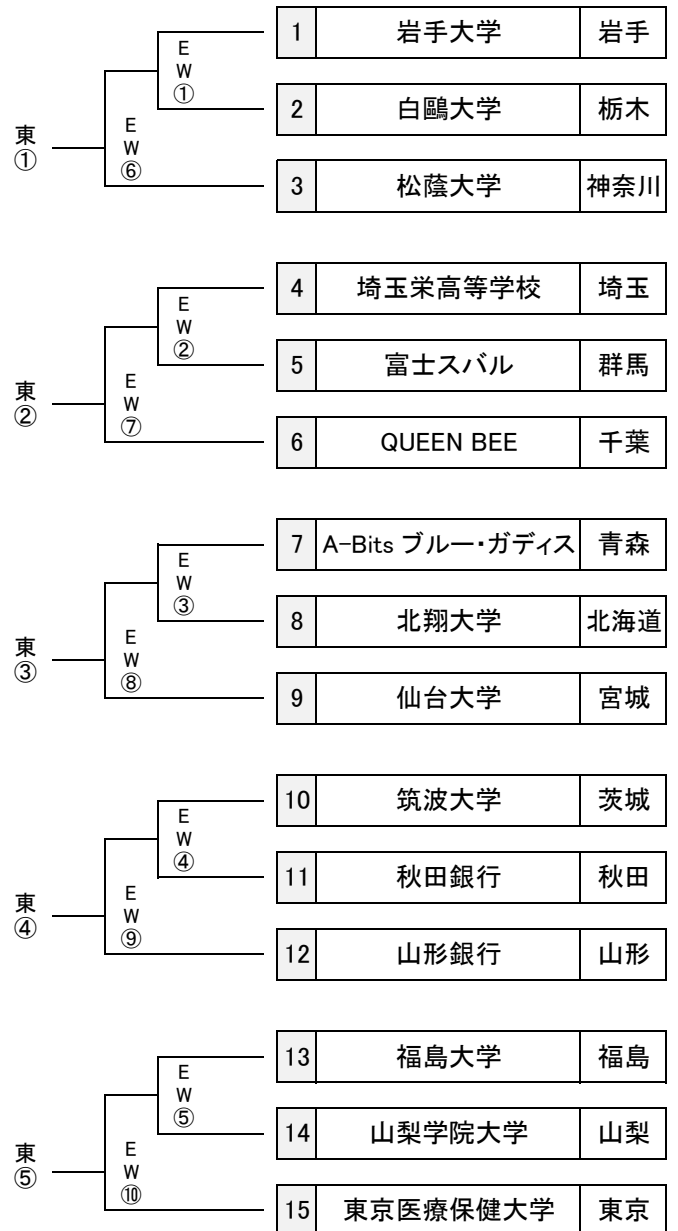 1 岩手大学 岩手
E
W
①
2 白鷗大学 栃木
東
①
E
W
⑥
3 松蔭大学 神奈川
4 埼玉栄高等学校 埼玉
E
W
②
5 富士スバル 群馬
東
②
E
W
⑦
6 QUEEN BEE 千葉
7 A-Bits ブルー・ガディス 青森
E
W
③
8 北翔大学 北海道
東
③
E
W
⑧
9 仙台大学 宮城
10 筑波大学 茨城
E
W
④
11 秋田銀行 秋田
東
④
E
W
⑨
12 山形銀行 山形
13 福島大学 福島
E
W
⑤
14 山梨学院大学 山梨
東
⑤
E
W
⑩
15 東京医療保健大学 東京